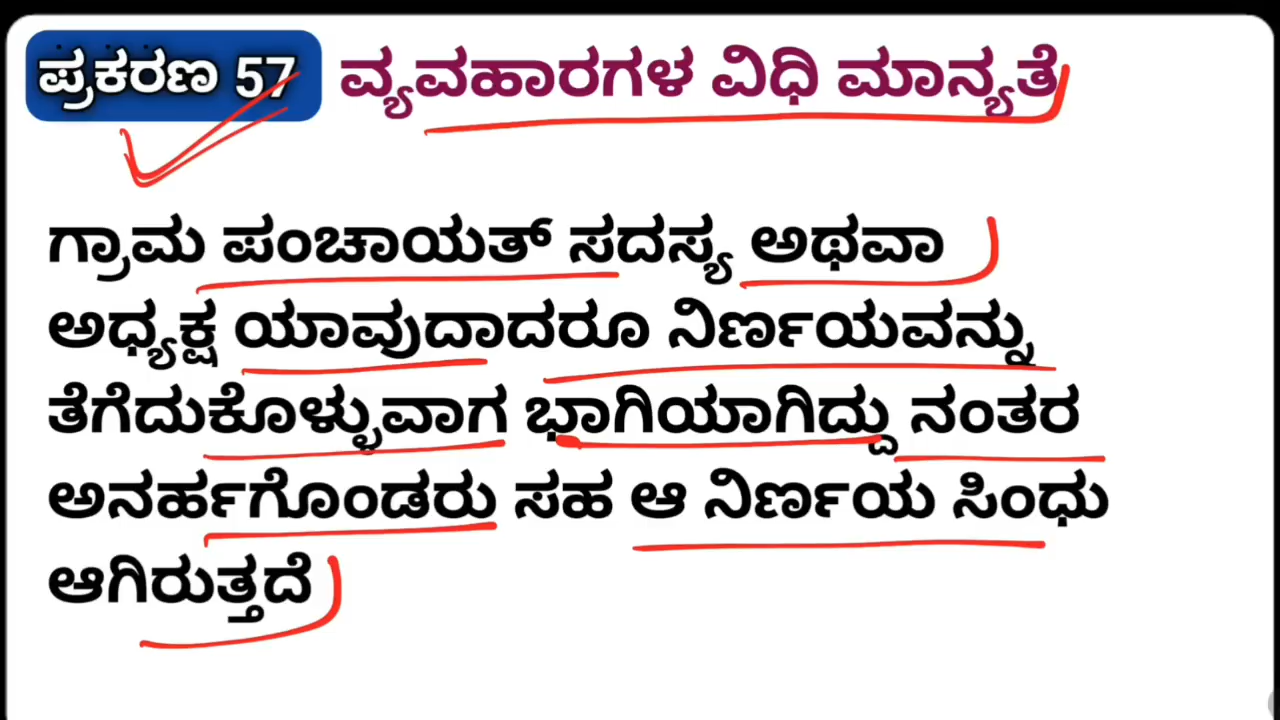 ಪ್ರಕರಣ 57 ವ್ಯವಹಾರಗಳ ವಿಧಿ ಮಾನ್ಯತೆ
ಗ್ರಾಮ ಪಂಚಾಯತ್ ಸದಸ್ಯ ಅಥವಾ
ಅಧ್ಯಕ್ಷ ಯಾವುದಾದರೂ ನಿರ್ಣಯವನ್ನು
ತೆಗೆದುಕೊಳ್ಳುವಾಗ ಭಾಗಿಯಾಗಿದ್ದು ನಂತರ
ಅನರ್ಹಗೊಂಡರು ಸಹ ಆ ನಿರ್ಣಯ ಸಿಂಧು
ಆಗಿರುತ್ತದೆ